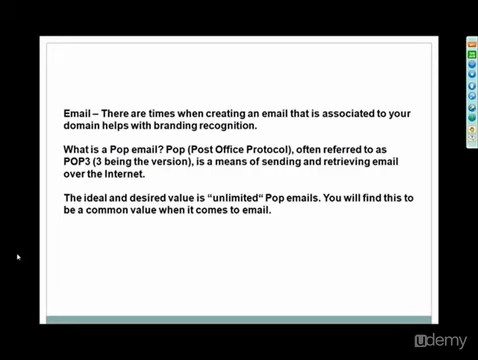 Email – There are times when creating an email that is associated to your
domain helps with branding recognition.
What is a Pop email? Pop (Post Office Protocol), often referred to as
POP3 (3 being the version), is a means of sending and retrieving email
over the Internet.
The ideal and desired value is “unlimited“ Pop emails. You will find this to
be a common value when it comes to email.
udemy